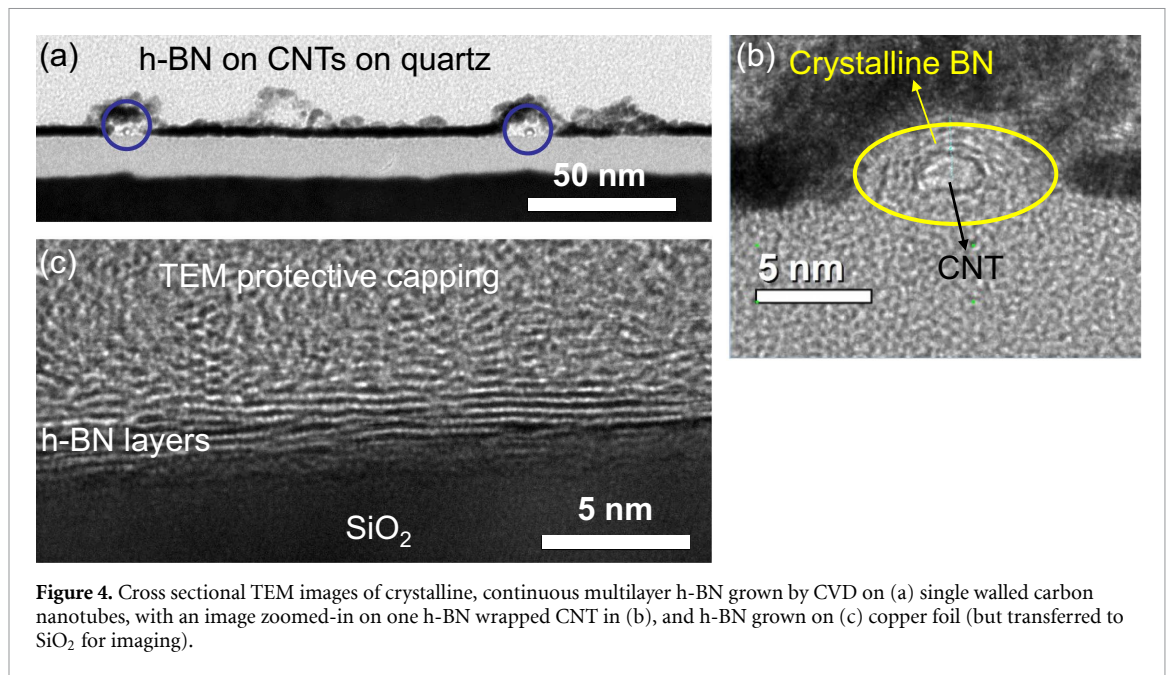 (a)
h-BN on CNTs on quartz
50 nm
(b)
Crystalline BN
CNT
5 nm
(c)
TEM protective capping
h-BN layers
SiO₂
5 nm
Figure 4. Cross sectional TEM images of crystalline, continuous multilayer h-BN grown by CVD on (a) single walled carbon
nanotubes, with an image zoomed-in on one h-BN wrapped CNT in (b), and h-BN grown on (c) copper foil (but transferred to
SiO₂ for imaging).